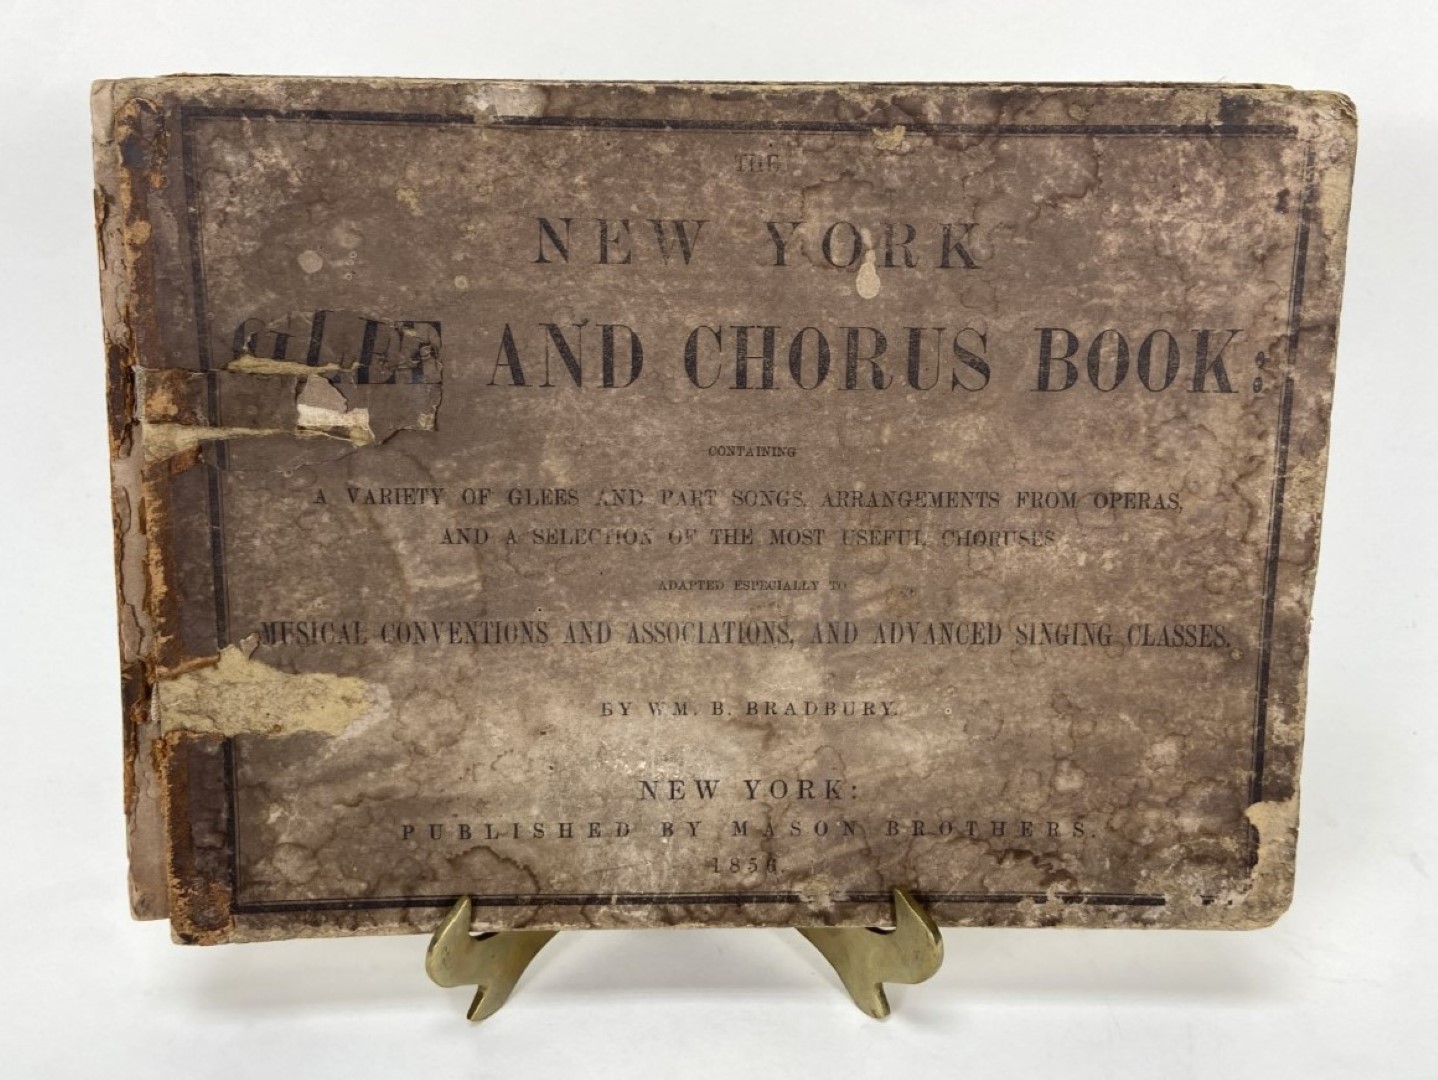 THE
NEW YORK
GLEE AND CHORUS BOOK:
CONTAINING
A VARIETY OF GLEES AND PART SONGS, ARRANGEMENTS FROM OPERAS,
AND A SELECTION OF THE MOST USEFUL CHORUSES
ADAPTED ESPECIALLY TO
MUSICAL CONVENTIONS AND ASSOCIATIONS, AND ADVANCED SINGING CLASSES.
BY WM. B. BRADBURY.
NEW YORK:
PUBLISHED BY MASON BROTHERS.
1856.